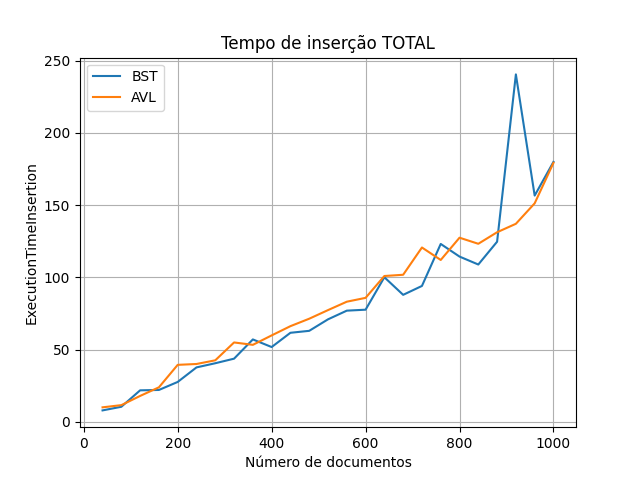 Tempo de inserção TOTAL
BST
AVL
ExecutionTimeInsertion
250
200
150
100
50
0
0 200 400 600 800 1000
Número de documentos